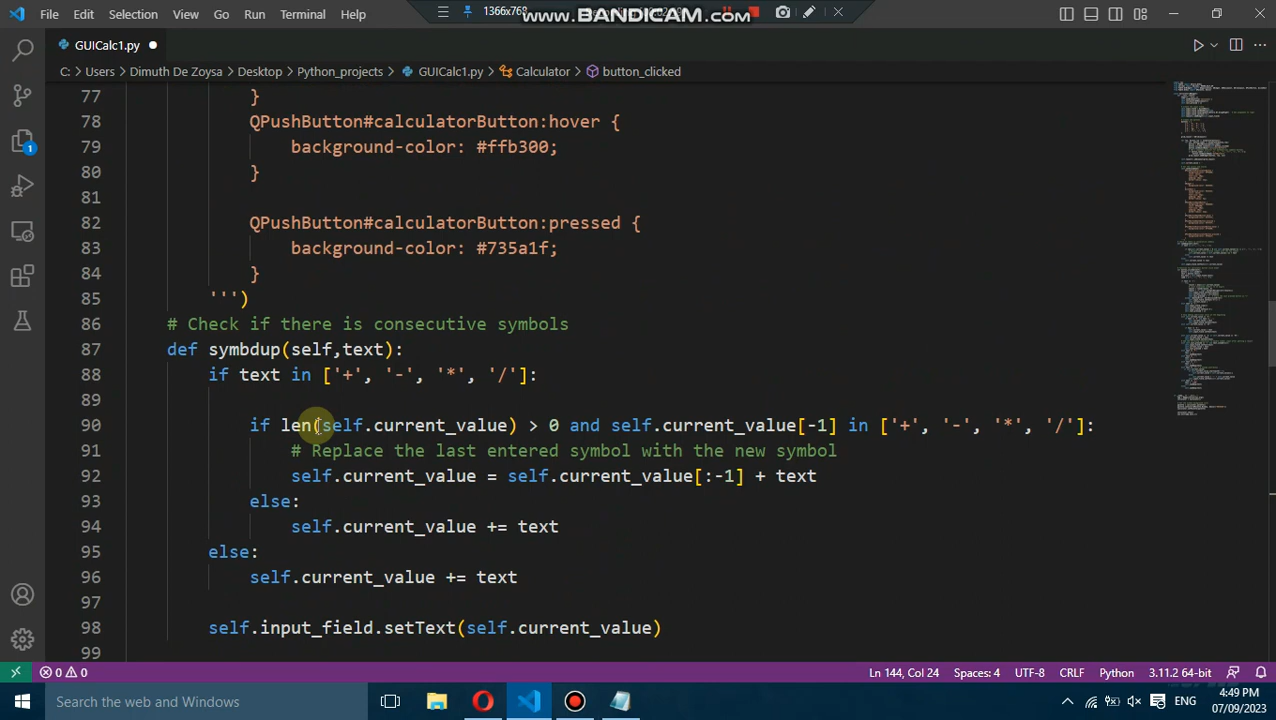 File Edit Selection View Go Run Terminal Help
1366x768
www.BANDICAM.com
GUICalc1.py
C: > Users > Dimuth De Zoysa > Desktop > Python_projects > GUICalc1.py > Calculator > button_clicked
77 }
78 QPushButton#calculatorButton:hover {
79 background-color: #ffb300;
80 }
81
82 QPushButton#calculatorButton:pressed {
83 background-color: #735a1f;
84 }
85 ''')
86 # Check if there is consecutive symbols
87 def symbdup(self,text):
88 if text in ['+', '-', '*', '/']:
89
90 if len(self.current_value) > 0 and self.current_value[-1] in ['+', '-', '*', '/']:
91 # Replace the last entered symbol with the new symbol
92 self.current_value = self.current_value[:-1] + text
93 else:
94 self.current_value += text
95 else:
96 self.current_value += text
97
98 self.input_field.setText(self.current_value)
99
1
0 0 Ln 144, Col 24 Spaces: 4 UTF-8 CRLF Python 3.11.2 64-bit
Search the web and Windows
ENG
4:49 PM
07/09/2023